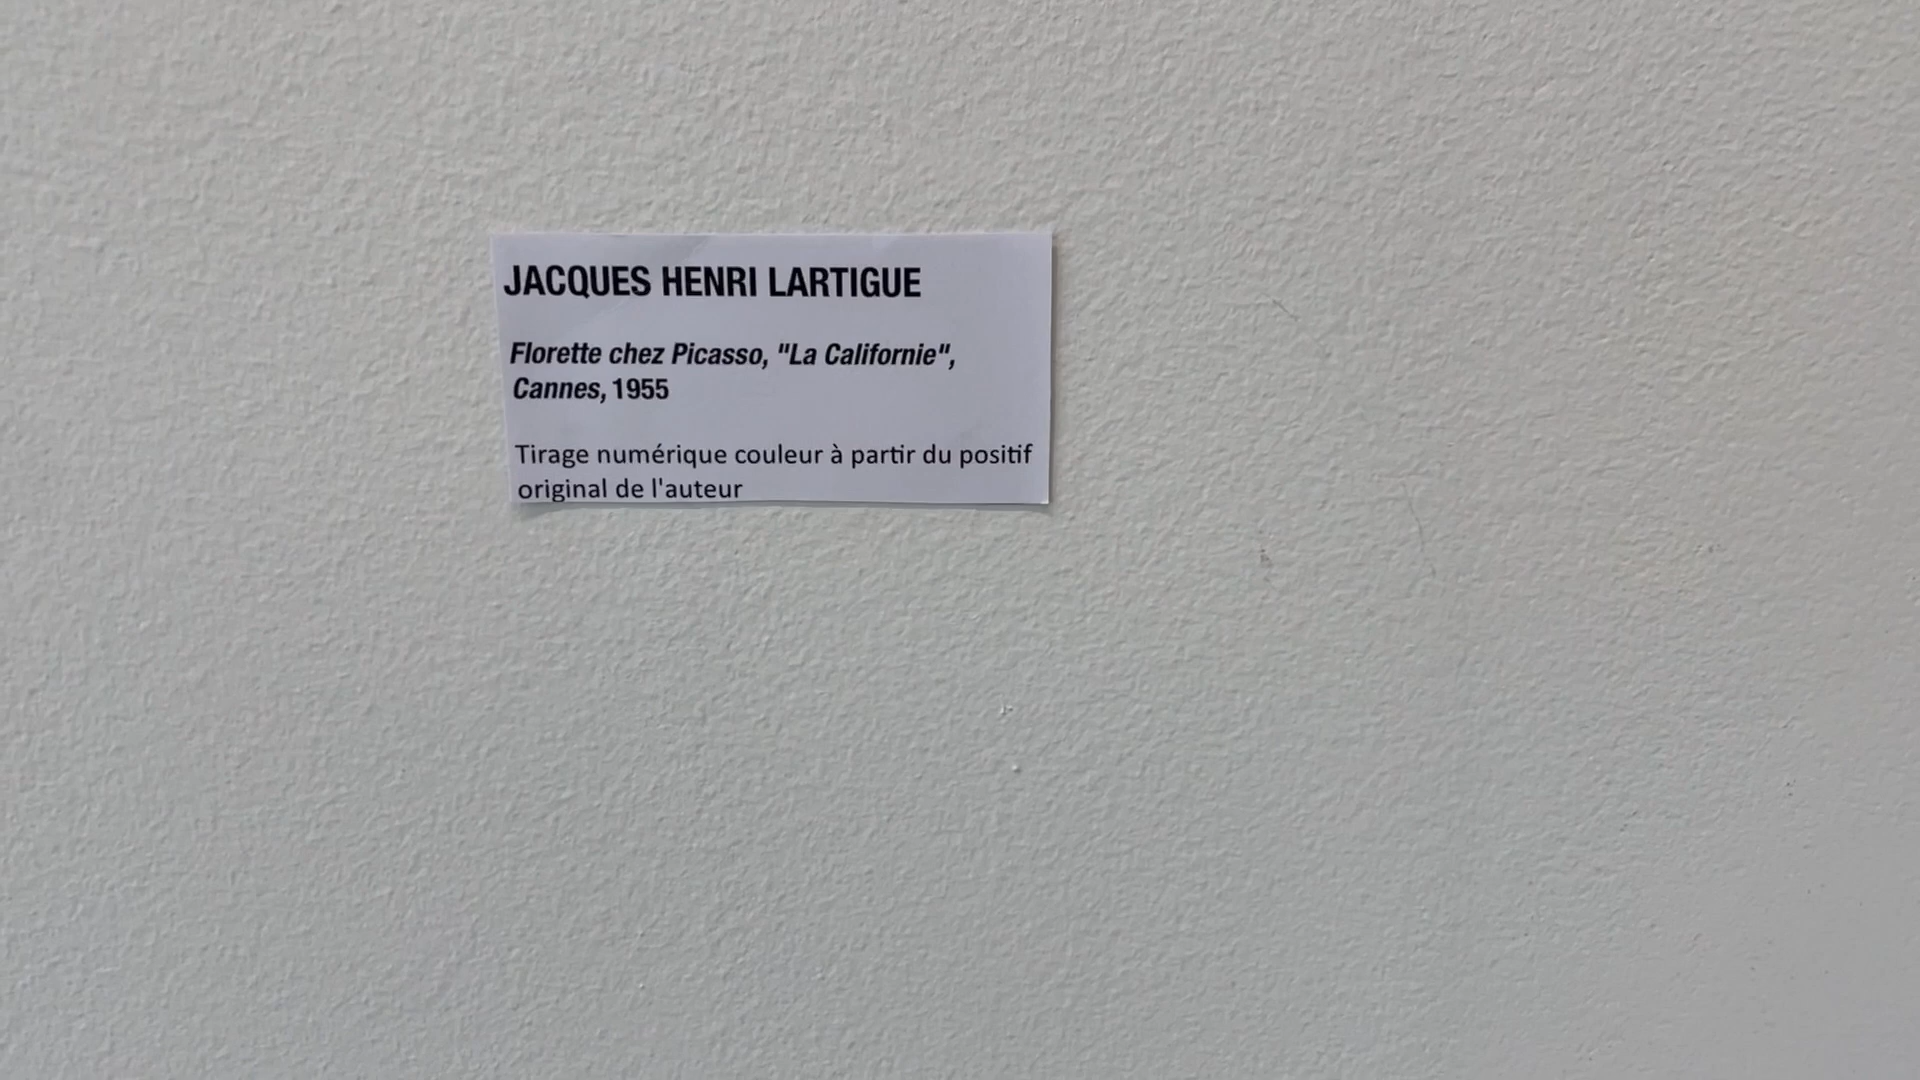 JACQUES HENRI LARTIGUE
Florette chez Picasso, "La Californie",
Cannes, 1955
Tirage numérique couleur à partir du positif
original de l'auteur